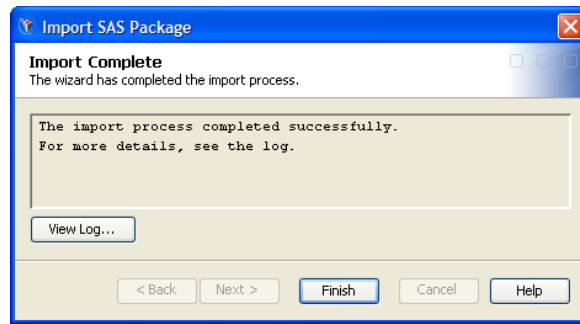 Import SAS Package
Import Complete
The wizard has completed the import process.
The import process completed successfully.
For more details, see the log.
View Log...
< Back Next > Finish Cancel Help